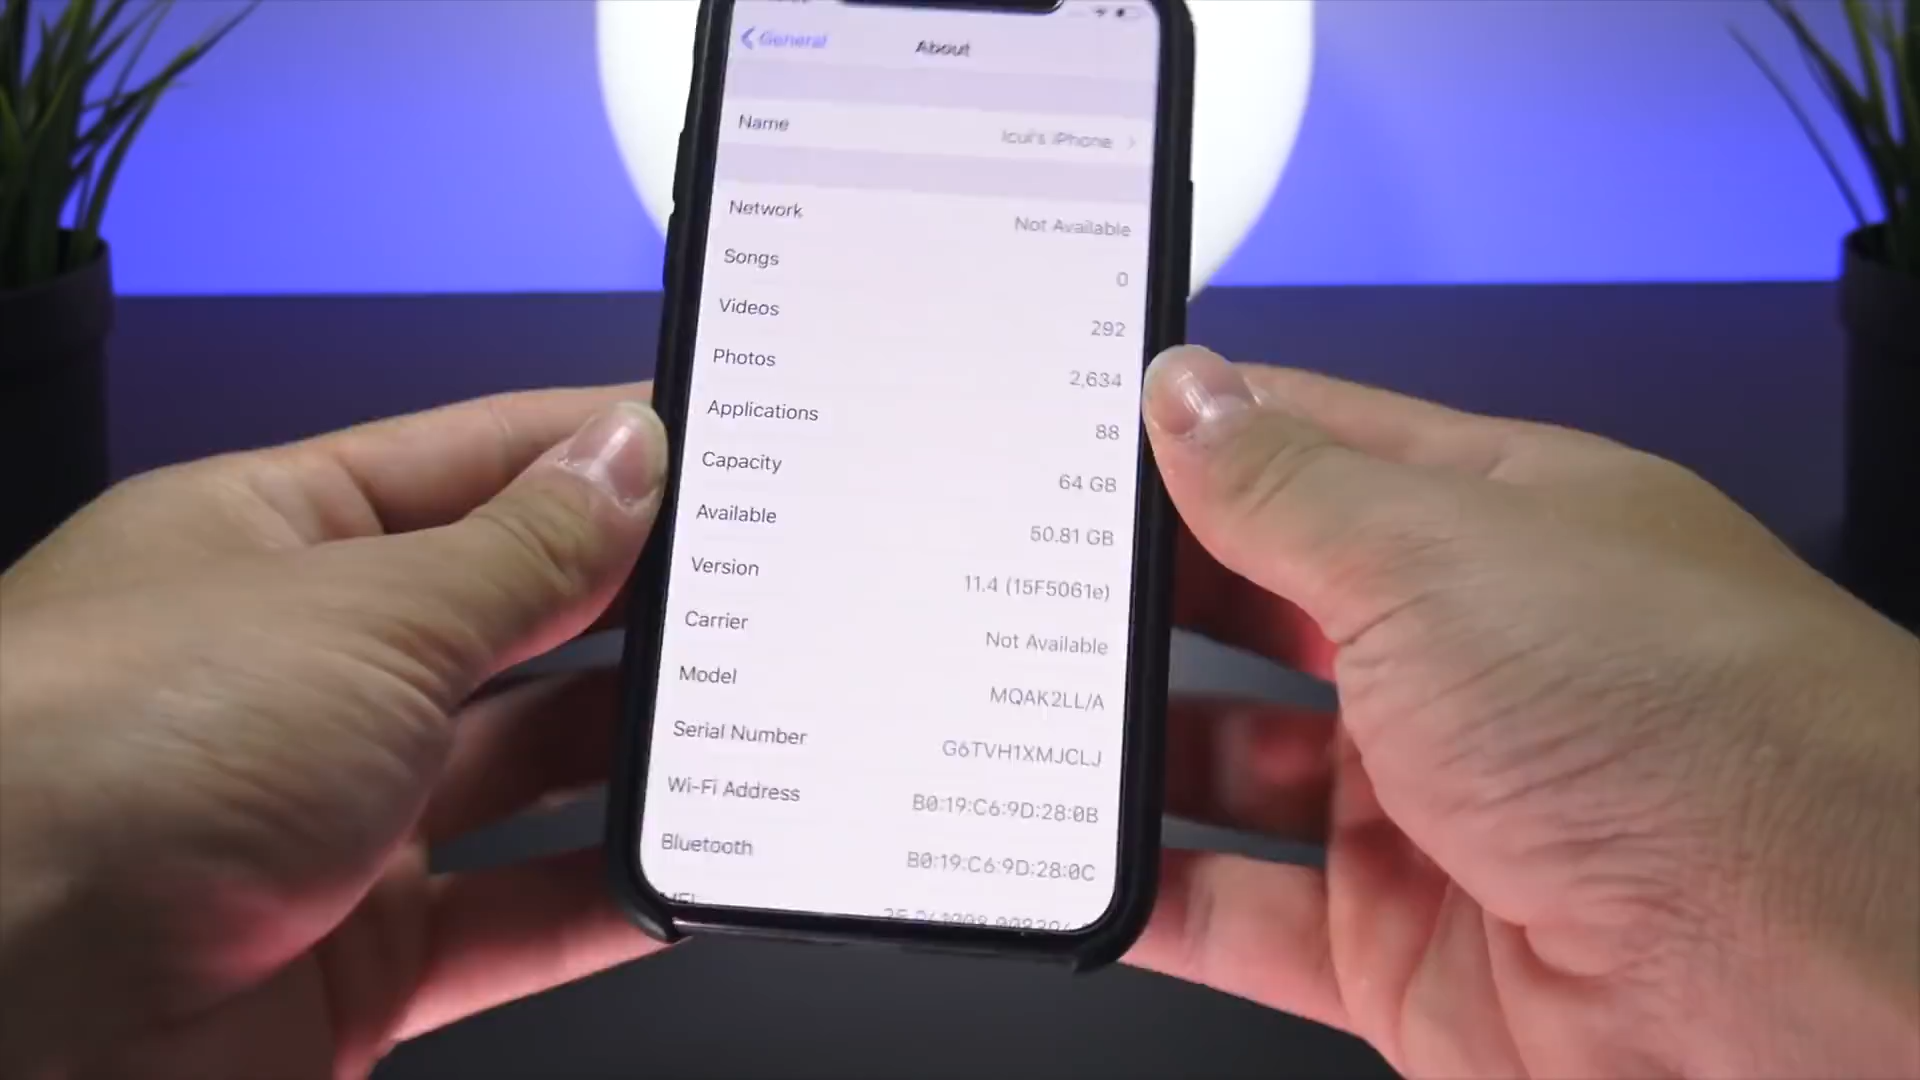 General
About
Name
Icul's iPhone
Network
Not Available
Songs
0
Videos
292
Photos
2,634
Applications
88
Capacity
64 GB
Available
50.81 GB
Version
11.4 (15F5061e)
Carrier
Not Available
Model
MQAK2LL/A
Serial Number
G6TVH1XMJCLJ
Wi-Fi Address
B0:19:C6:9D:28:0B
Bluetooth
B0:19:C6:9D:28:0C